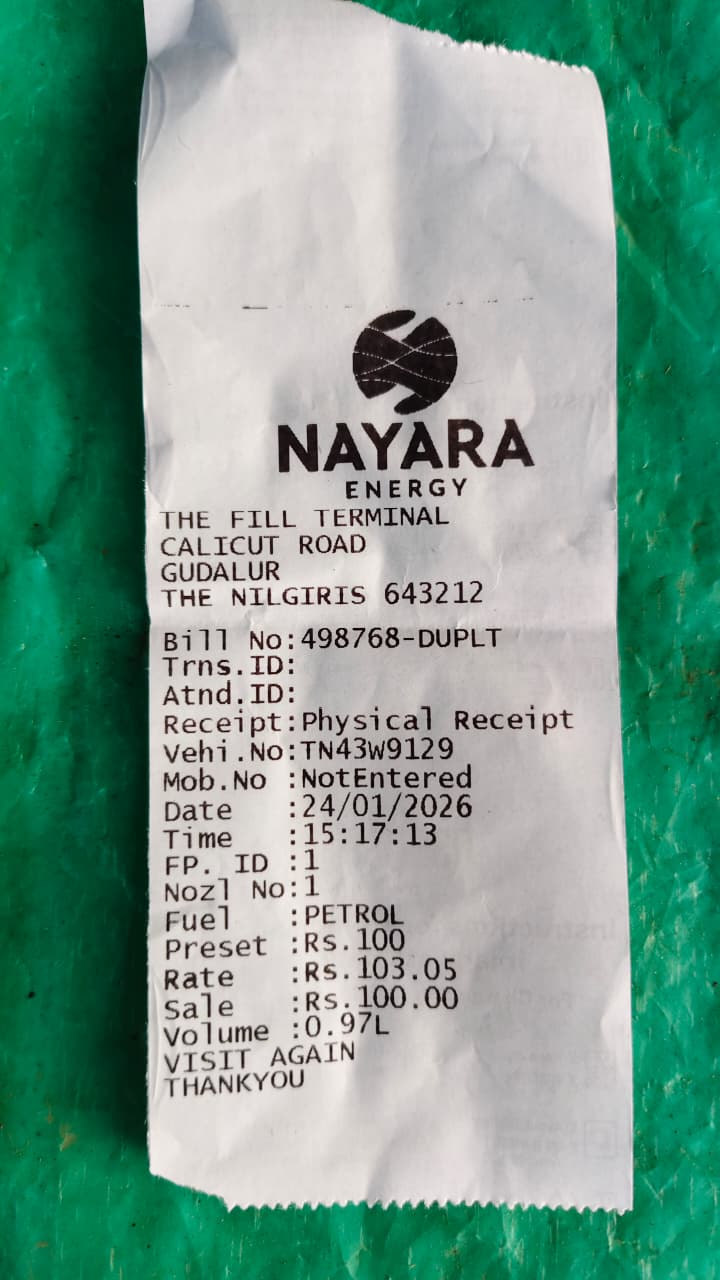 NAYARA
ENERGY
THE FILL TERMINAL
CALICUT ROAD
GUDALUR
THE NILGIRIS 643212
Bill No:498768-DUPLT
Trns.ID:
Atnd.ID:
Receipt:Physical Receipt
Vehi.No:TN43W9129
Mob.No :NotEntered
Date :24/01/2026
Time :15:17:13
FP. ID :1
Nozl No:1
Fuel :PETROL
Preset :Rs.100
Rate :Rs.103.05
Sale :Rs.100.00
Volume :0.97L
VISIT AGAIN
THANKYOU